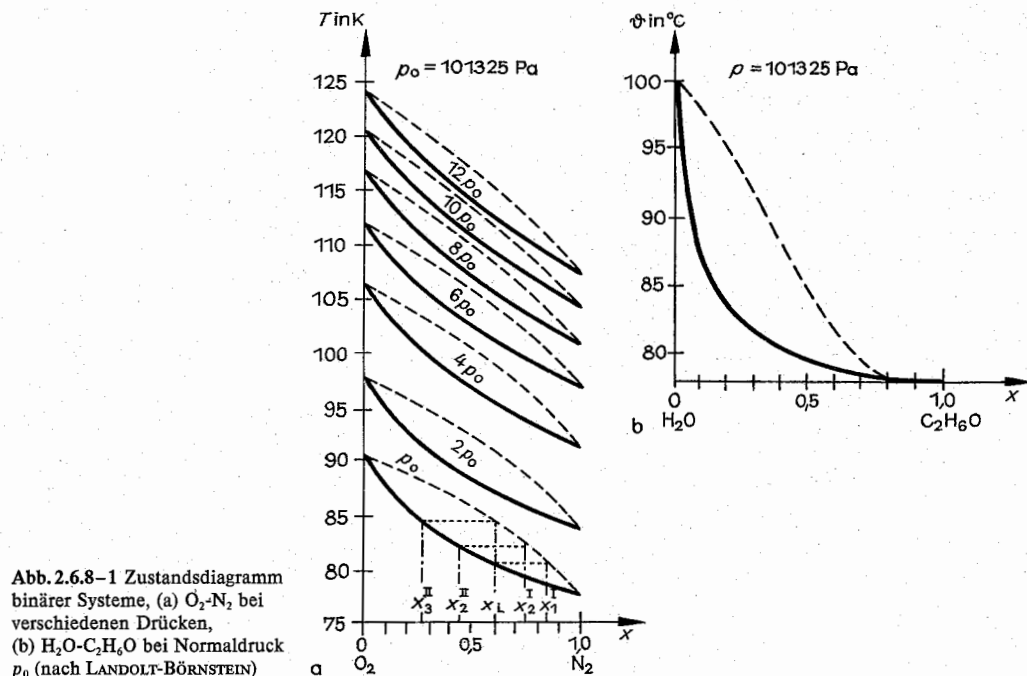 T in K
p₀ = 101325 Pa
125
120
115
110
105
100
95
90
85
80
75
12p₀
10p₀
8p₀
6p₀
4p₀
2p₀
p₀
x₃ᴵᴵ x₂ᴵᴵ x_L x₂ᴵ x₁ᴵ
0 0,5 1,0 x
O₂ N₂
a
ϑ in °C
p = 101325 Pa
100
95
90
85
80
0 0,5 1,0 x
b H₂O C₂H₆O
Abb. 2.6.8–1 Zustandsdiagramm
binärer Systeme, (a) O₂-N₂ bei
verschiedenen Drücken,
(b) H₂O-C₂H₆O bei Normaldruck
p₀ (nach LANDOLT-BÖRNSTEIN)